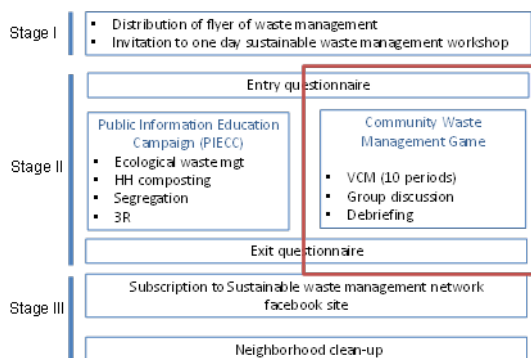 Stage I
▪ Distribution of flyer of waste management
▪ Invitation to one day sustainable waste management workshop
Stage II
Entry questionnaire
Public Information Education
Campaign (PIECC)
▪ Ecological waste mgt
▪ HH composting
▪ Segregation
▪ 3R
Community Waste
Management Game
▪ VCM (10 periods)
▪ Group discussion
▪ Debriefing
Exit questionnaire
Stage III
Subscription to Sustainable waste management network
facebook site
Neighborhood clean-up